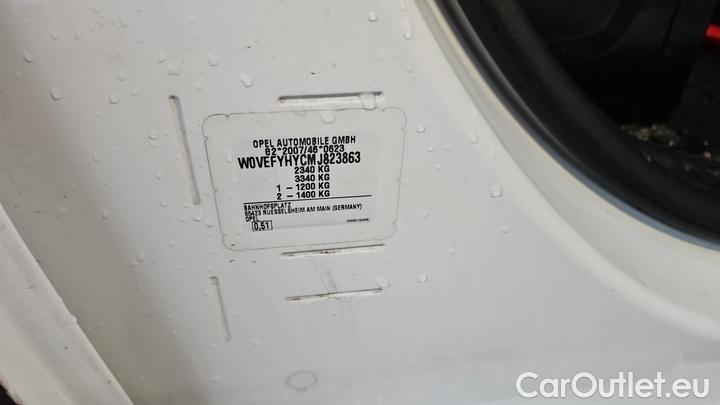 OPEL AUTOMOBILE GMBH
e2*2007/46*0623
W0VEFYHYCMJ823863
2340 KG
3340 KG
1 - 1200 KG
2 - 1400 KG
BAHNHOFSPLATZ
65423 RUESSELSHEIM AM MAIN (GERMANY)
OPEL
0.51
CarOutlet.eu